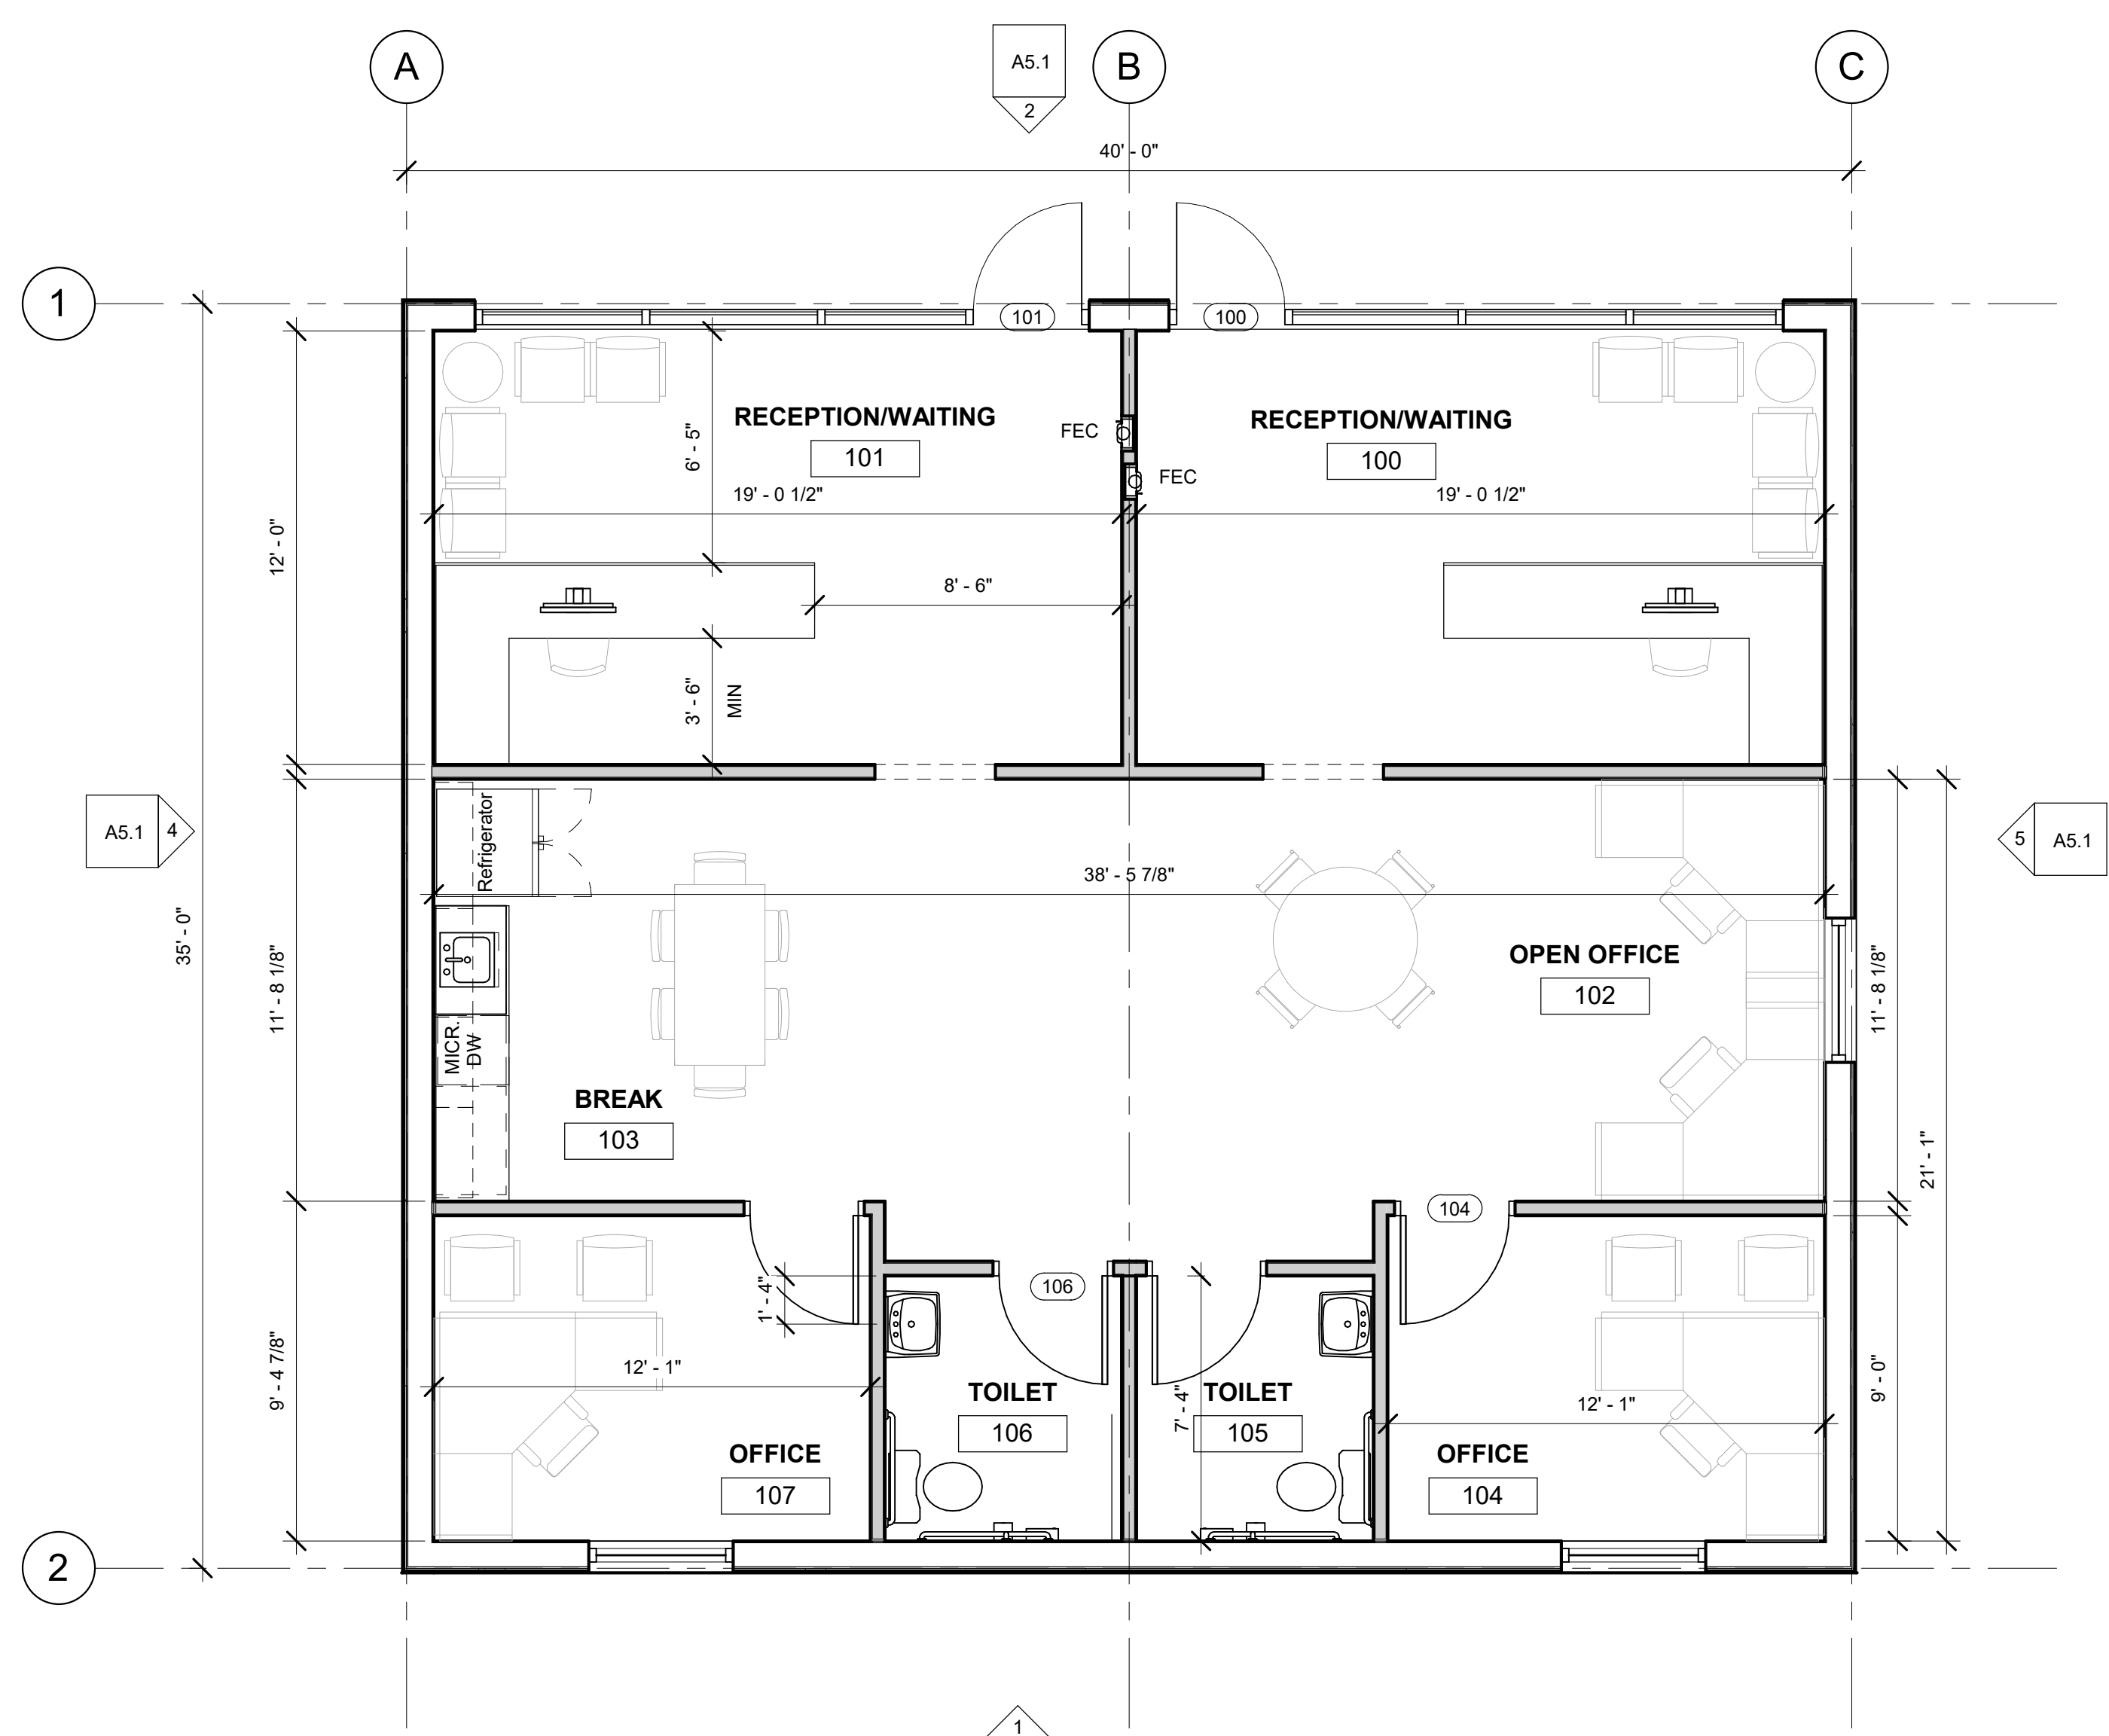 A
A5.1
2
B
C
40' - 0"
1
101
100
RECEPTION/WAITING
101
RECEPTION/WAITING
100
FEC
FEC
6' - 5"
19' - 0 1/2"
19' - 0 1/2"
12' - 0"
8' - 6"
3' - 6"
MIN
A5.1
4
Refrigerator
38' - 5 7/8"
5
A5.1
35' - 0"
11' - 8 1/8"
OPEN OFFICE
102
11' - 8 1/8"
MICR.
DW
BREAK
103
21' - 1"
104
106
1' - 4"
9' - 4 7/8"
12' - 1"
TOILET
106
7' - 4"
TOILET
105
12' - 1"
9' - 0"
OFFICE
107
OFFICE
104
2
1